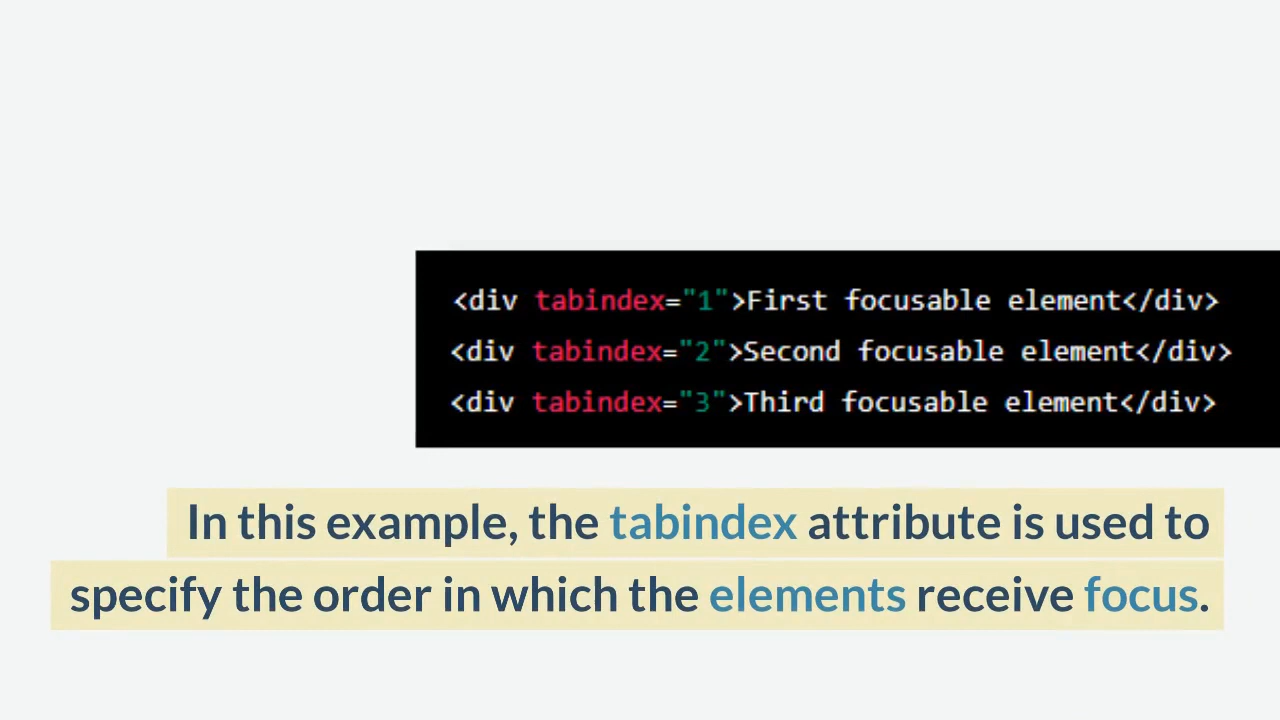 <div tabindex="1">First focusable element</div>
<div tabindex="2">Second focusable element</div>
<div tabindex="3">Third focusable element</div>
In this example, the tabindex attribute is used to
specify the order in which the elements receive focus.